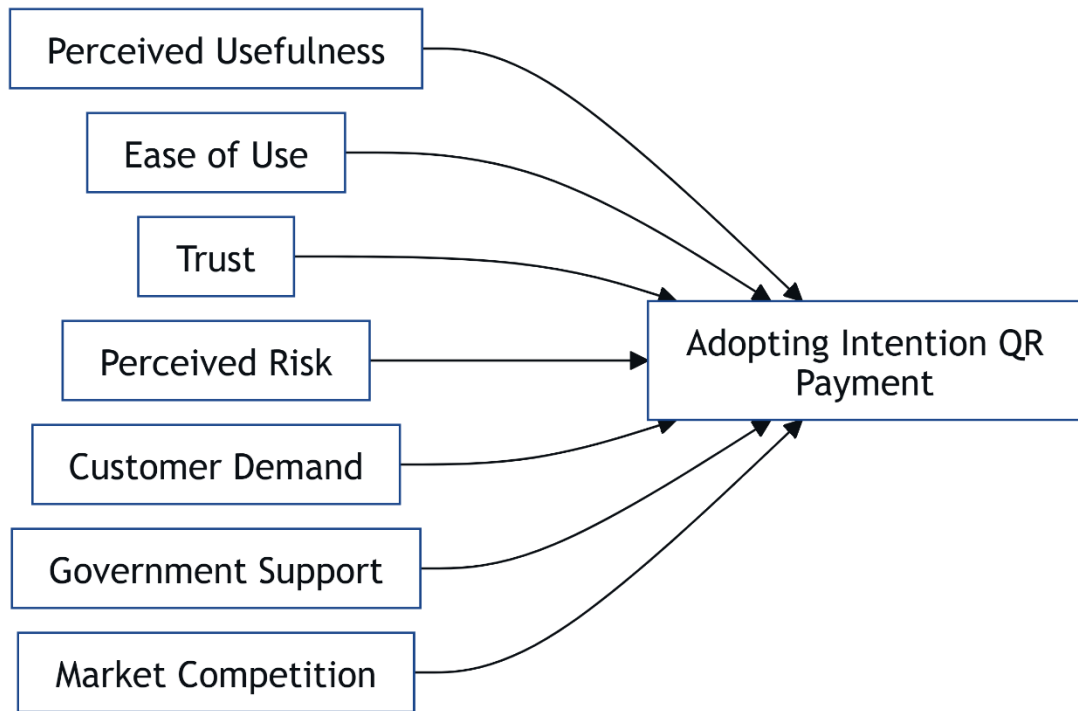 Perceived Usefulness
Ease of Use
Trust
Perceived Risk
Customer Demand
Government Support
Market Competition
Adopting Intention QR
Payment